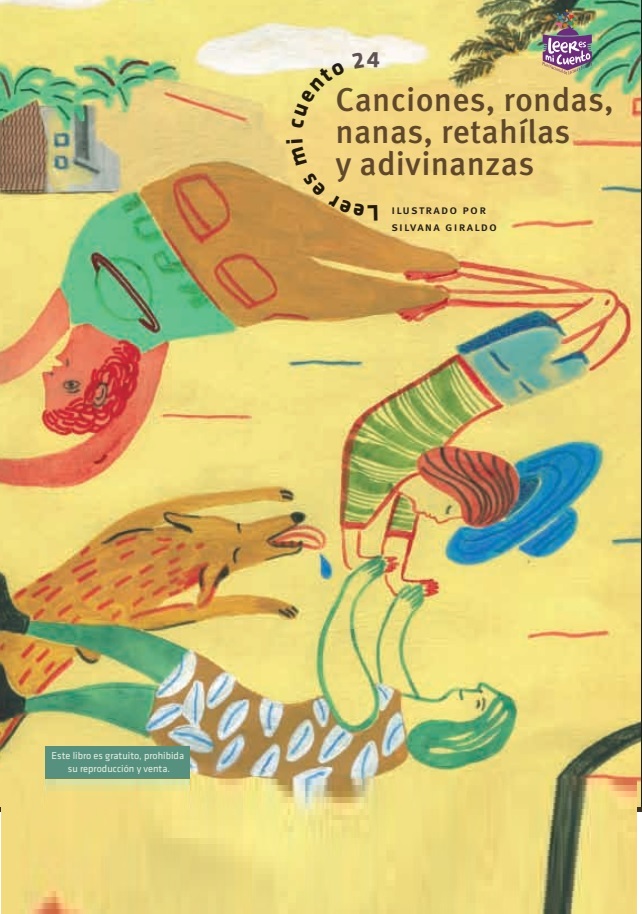 Leer es mi cuento 24
Leer es
mi Cuento
Canciones, rondas,
nanas, retahílas
y adivinanzas
ILUSTRADO POR
SILVANA GIRALDO
Este libro es gratuito, prohibida
su reproducción y venta.